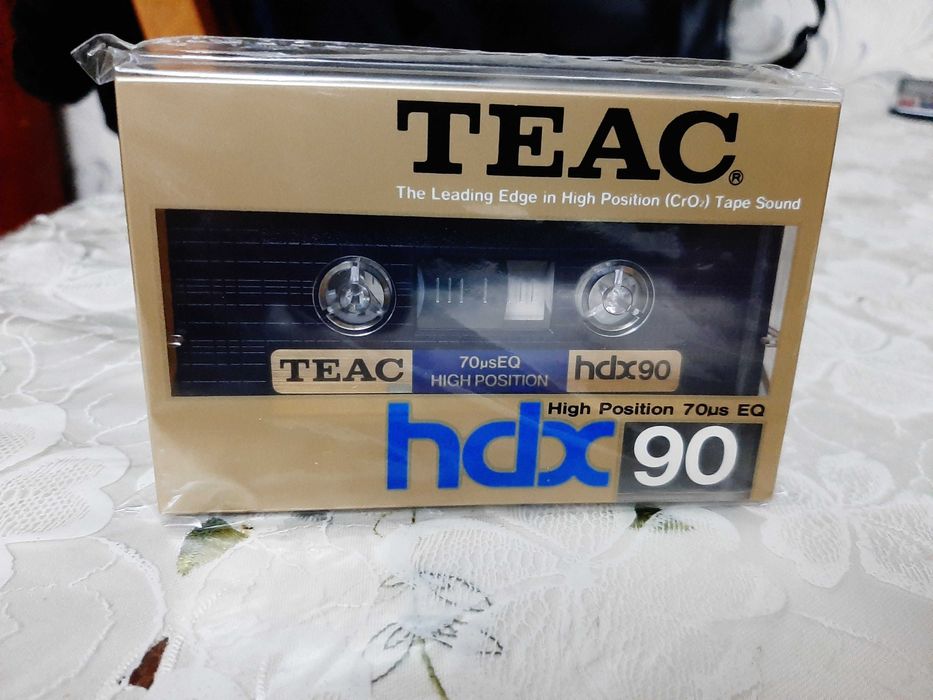 TEAC®
The Leading Edge in High Position (CrO₂) Tape Sound
TEAC
70µsEQ
HIGH POSITION
hdx90
High Position 70µs EQ
hdx 90